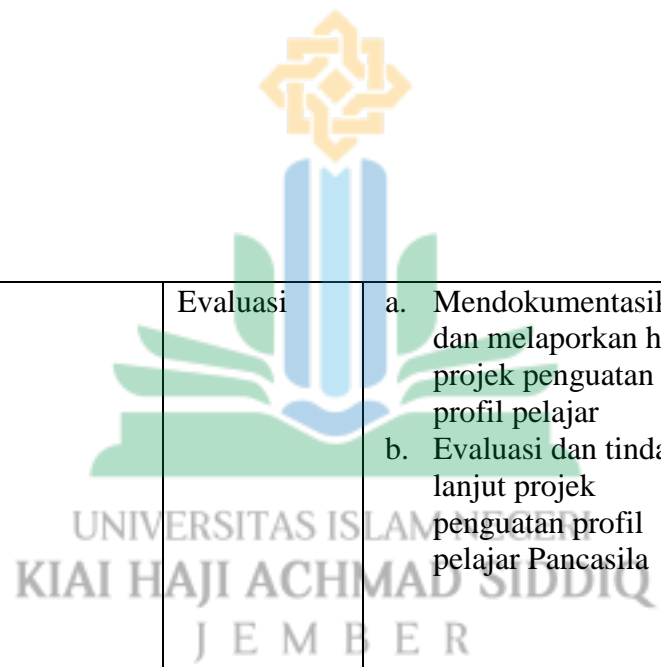 Evaluasi
a. Mendokumentasik
dan melaporkan h
projek penguatan
profil pelajar
b. Evaluasi dan tinda
lanjut projek
penguatan profil
pelajar Pancasila
UNIVERSITAS ISLAM NEGERI
KIAI HAJI ACHMAD SIDDIQ
JEMBER